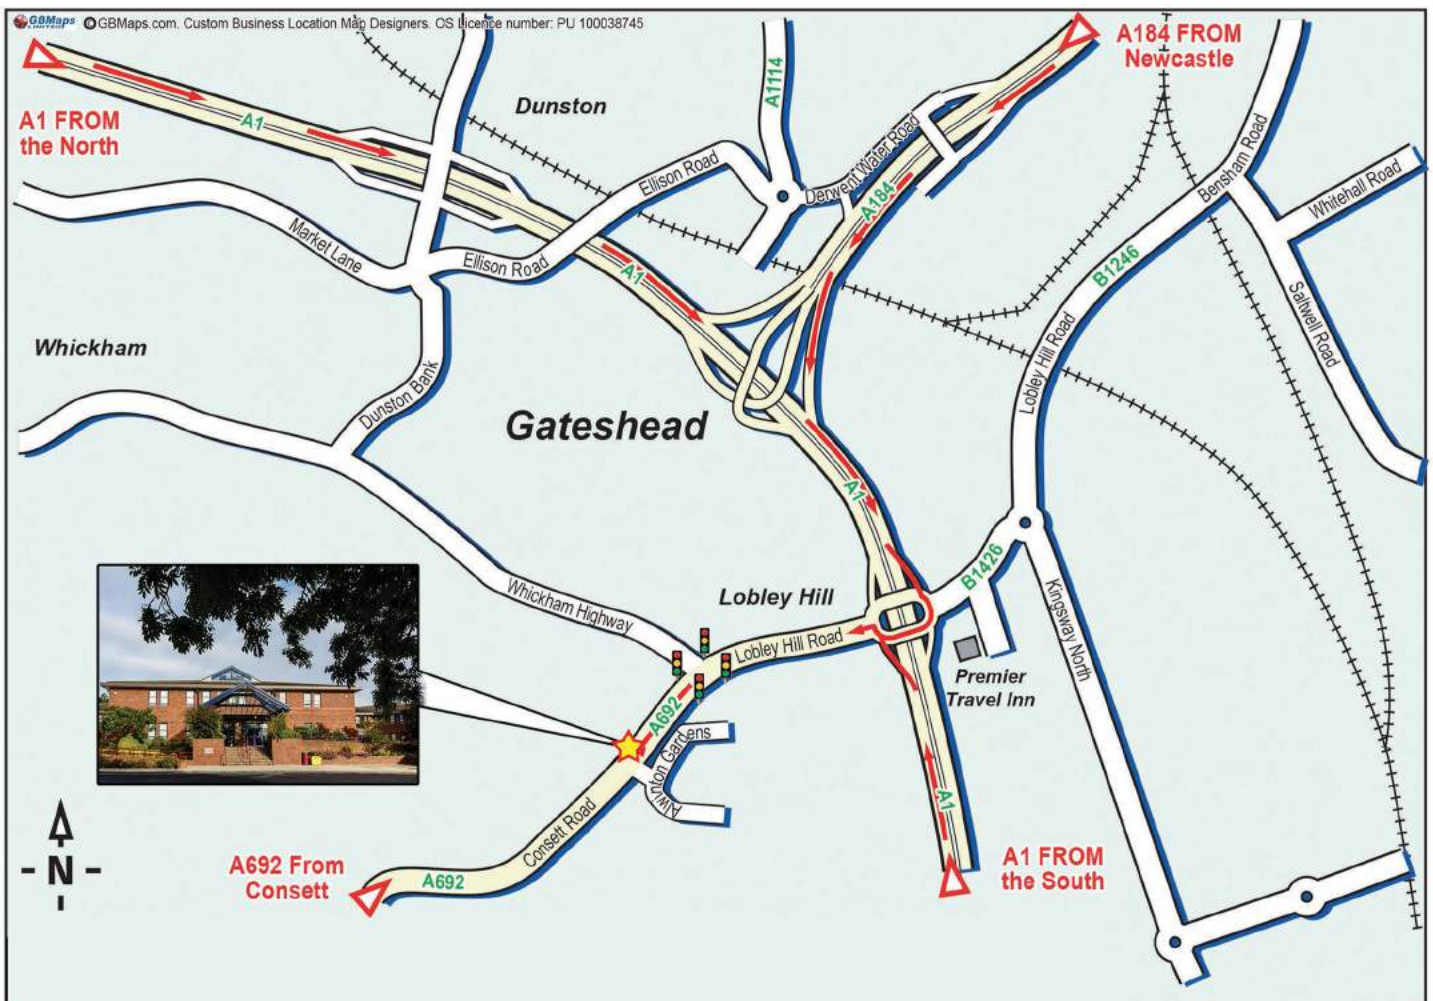 GBMaps LIMITED © GBMaps.com. Custom Business Location Map Designers. OS Licence number: PU 100038745
A184 FROM
Newcastle
A1 FROM
the North
A1
Dunston
A1114
Derwent Water Road
A184
Ellison Road
Bensham Road
Whitehall Road
Market Lane
Ellison Road
A1
B1246
Saltwell Road
Whickham
Dunston Bank
Lobley Hill Road
Gateshead
A1
B1426
Whickham Highway
Lobley Hill
Lobley Hill Road
Kingsway North
Premier
Travel Inn
A692
Alwinton Gardens
A1
Consett Road
A692 From
Consett
A692
A1 FROM
the South
N